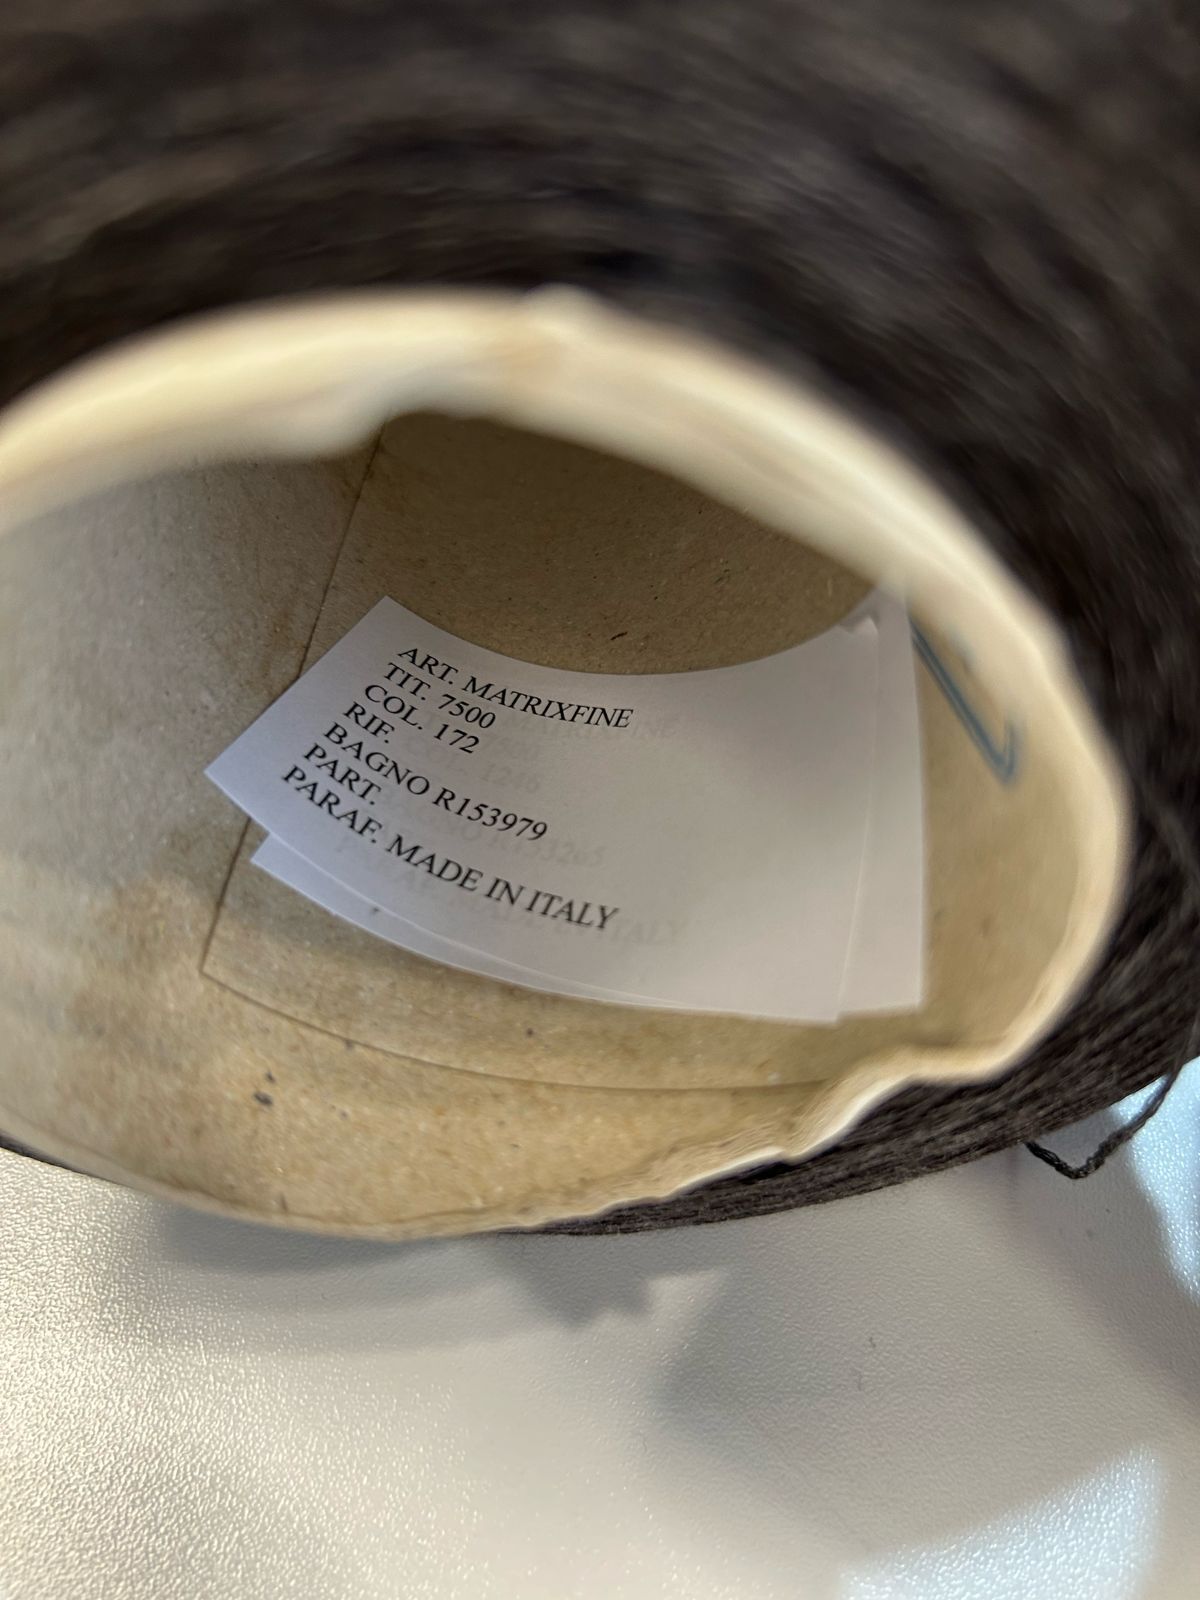 ART. MATRIXFINE
TIT. 7500
COL. 172
RIF.
BAGNO R153979
PART.
PARAF. MADE IN ITALY